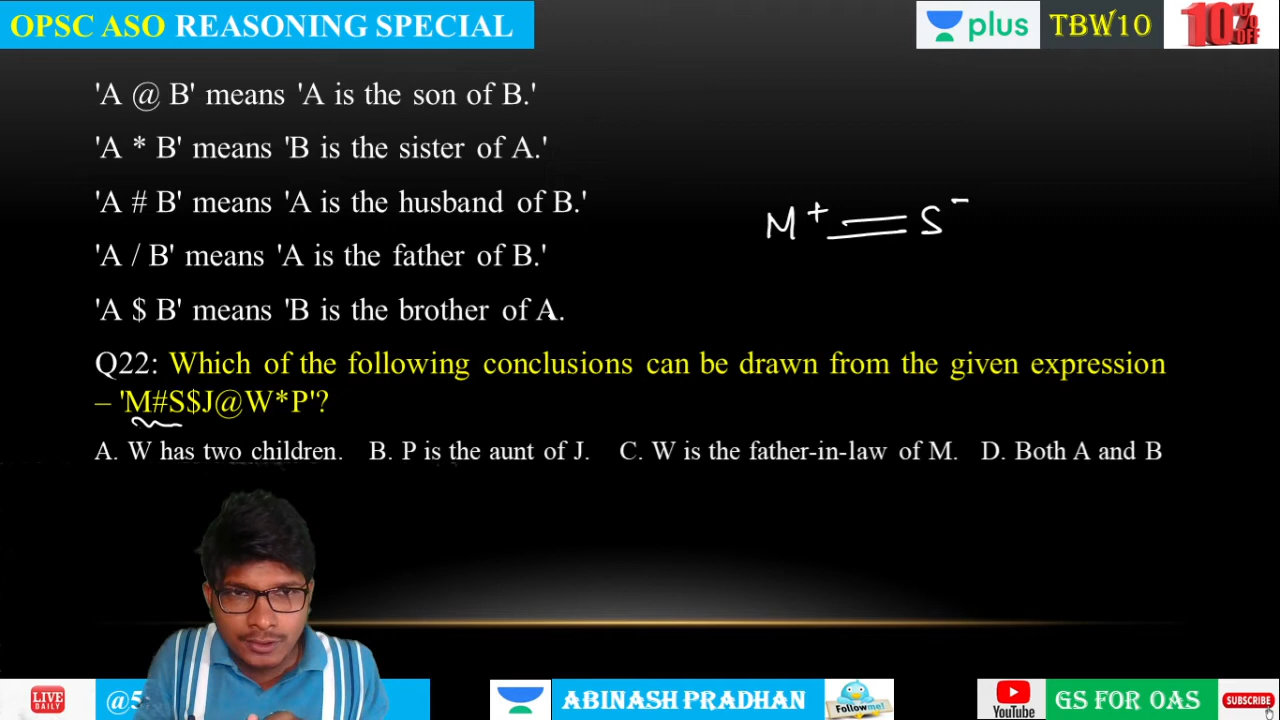 OPSC ASO REASONING SPECIAL
plus
TBW10
10% OFF
'A @ B' means 'A is the son of B.'
'A * B' means 'B is the sister of A.'
'A # B' means 'A is the husband of B.'
'A / B' means 'A is the father of B.'
'A $ B' means 'B is the brother of A.
M + S -
Q22: Which of the following conclusions can be drawn from the given expression
– 'M#S$J@W*P'?
A. W has two children. B. P is the aunt of J. C. W is the father-in-law of M. D. Both A and B
LIVE
DAILY
ABINASH PRADHAN
Followme!
YouTube
GS FOR OAS
SUBSCRIBE